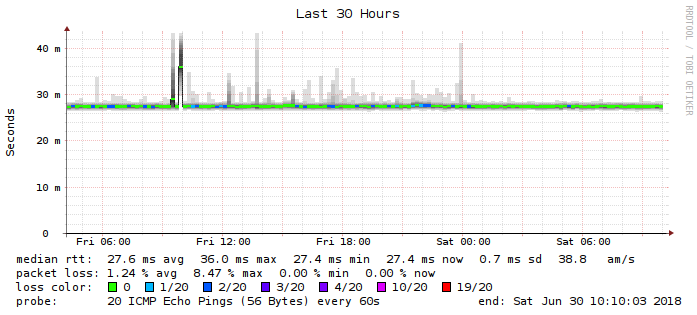 Last 30 Hours
RRDTOOL / TOBI OETIKER
Seconds
40 m
30 m
20 m
10 m
0
Fri 06:00 Fri 12:00 Fri 18:00 Sat 00:00 Sat 06:00
median rtt: 27.6 ms avg 36.0 ms max 27.4 ms min 27.4 ms now 0.7 ms sd 38.8 am/s
packet loss: 1.24 % avg 8.47 % max 0.00 % min 0.00 % now
loss color: 0 1/20 2/20 3/20 4/20 10/20 19/20
probe: 20 ICMP Echo Pings (56 Bytes) every 60s end: Sat Jun 30 10:10:03 2018